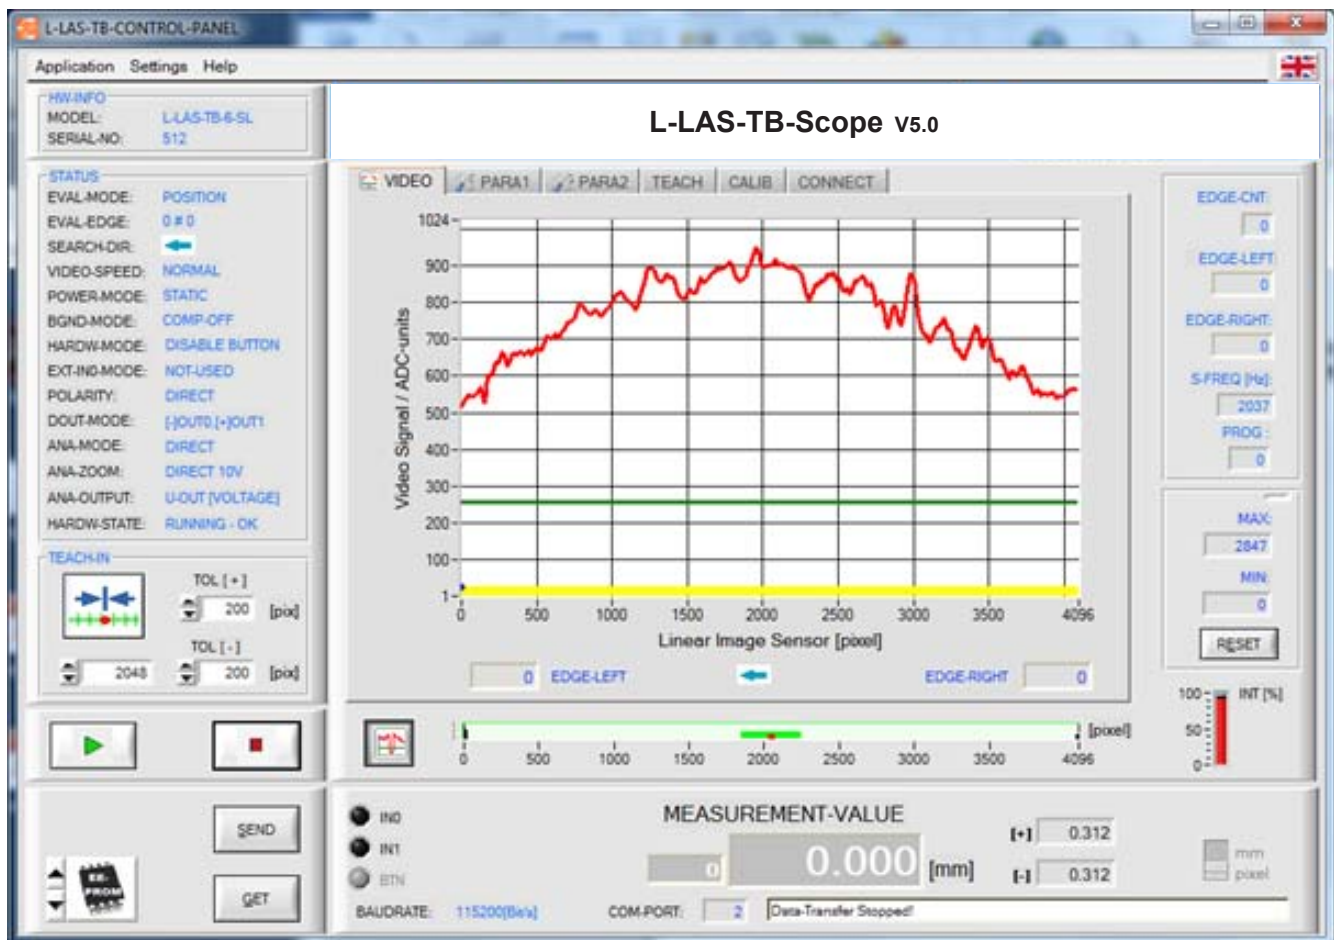 L-LAS-TB-CONTROL-PANEL
Application Settings Help
HW-INFO
MODEL: L-LAS-TB-6-SL
SERIAL-NO: 512
L-LAS-TB-Scope V5.0
STATUS
EVAL-MODE: POSITION
EVAL-EDGE: 0 # 0
SEARCH-DIR:
VIDEO-SPEED: NORMAL
POWER-MODE: STATIC
BGND-MODE: COMP-OFF
HARDW-MODE: DISABLE BUTTON
EXT-IN0-MODE: NOT-USED
POLARITY: DIRECT
DOUT-MODE: [-]OUT0,[+]OUT1
ANA-MODE: DIRECT
ANA-ZOOM: DIRECT 10V
ANA-OUTPUT: U-OUT [VOLTAGE]
HARDW-STATE: RUNNING - OK
TEACH-IN
TOL [ + ]
200 [pix]
TOL [ - ]
2048 200 [pix]
SEND
EE-
PROM
GET
VIDEO PARA1 PARA2 TEACH CALIB CONNECT
Video Signal / ADC-units
1024
900
800
700
600
500
400
300
200
100
1
0 500 1000 1500 2000 2500 3000 3500 4096
Linear Image Sensor [pixel]
0 EDGE-LEFT EDGE-RIGHT 0
[pixel]
0 500 1000 1500 2000 2500 3000 3500 4096
EDGE-CNT:
0
EDGE-LEFT:
0
EDGE-RIGHT:
0
S-FREQ [Hz]:
2037
PROG :
0
MAX:
2847
MIN:
0
RESET
100 INT [%]
50
0
IN0
IN1
BTN
MEASUREMENT-VALUE
0 0.000 [mm]
[+] 0.312
[-] 0.312
mm
pixel
BAUDRATE: 115200[Bd/s] COM-PORT: 2 Data-Transfer Stopped!